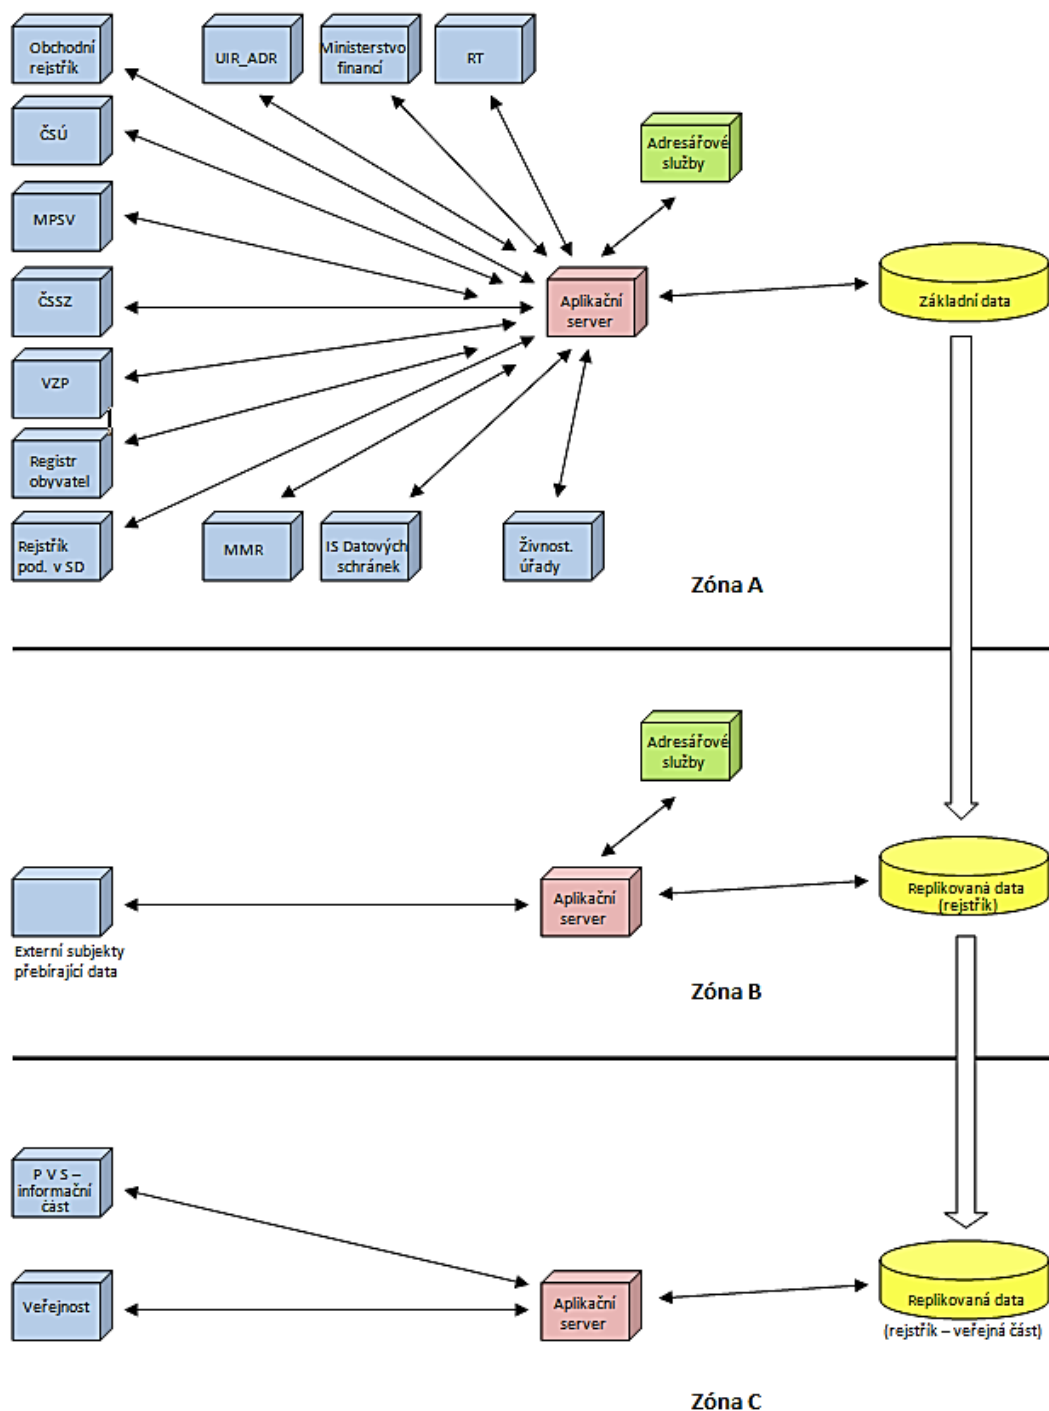 Obchodní
rejstřík
UIR_ADR
Ministerstvo
financí
RT
ČSÚ
Adresářové
služby
MPSV
ČSSZ
Aplikační
server
Základní data
VZP
Registr
obyvatel
Rejstřík
pod. v SD
MMR
IS Datových
schránek
Živnost.
úřady
Zóna A
Adresářové
služby
Aplikační
server
Replikovaná data
(rejstřík)
Externí subjekty
přebírající data
Zóna B
P V S –
informační
část
Veřejnost
Aplikační
server
Replikovaná data
(rejstřík – veřejná část)
Zóna C